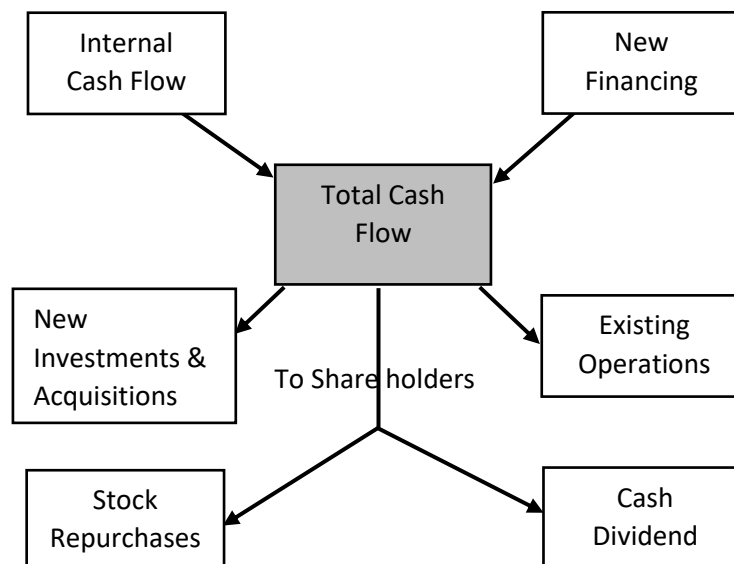 Internal
Cash Flow
New
Financing
Total Cash
Flow
New
Investments &
Acquisitions
Existing
Operations
To Share holders
Stock
Repurchases
Cash
Dividend